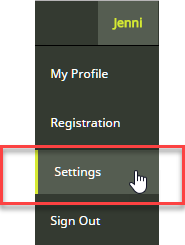 Jenni
My Profile
Registration
Settings
Sign Out